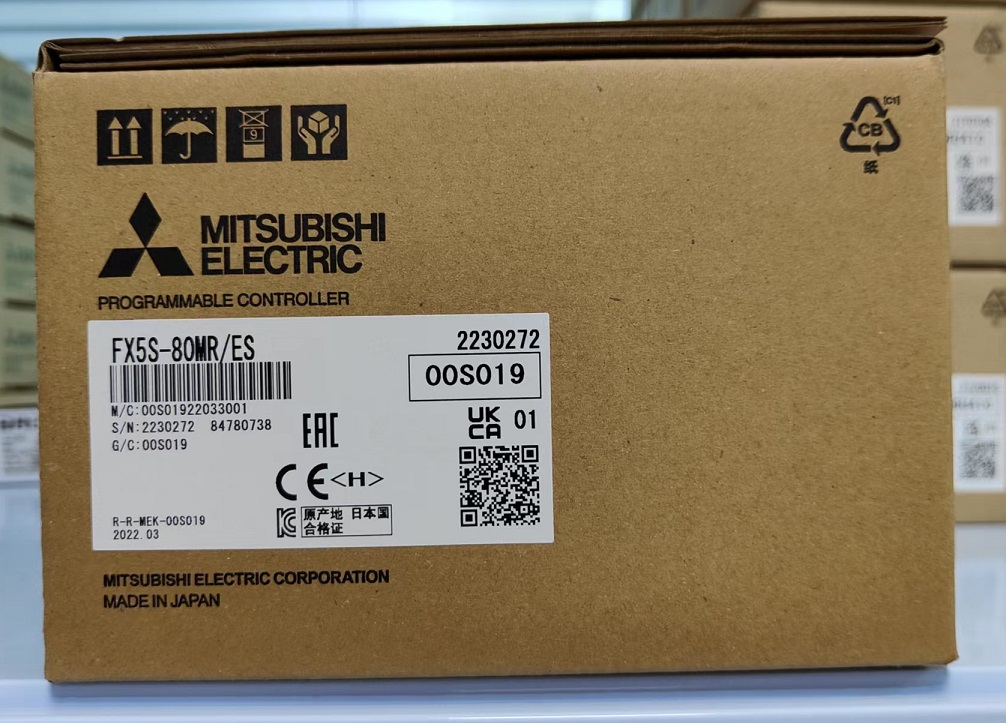 9
[C1]
CB
纸
MITSUBISHI
ELECTRIC
PROGRAMMABLE CONTROLLER
FX5S-80MR/ES
2230272
00S019
M/C:00S01922033001
S/N:2230272 84780738
G/C:00S019
EAC
UK
CA 01
CE <H>
R-R-MEK-00S019
2022.03
原产地 日本国
合格证
MITSUBISHI ELECTRIC CORPORATION
MADE IN JAPAN